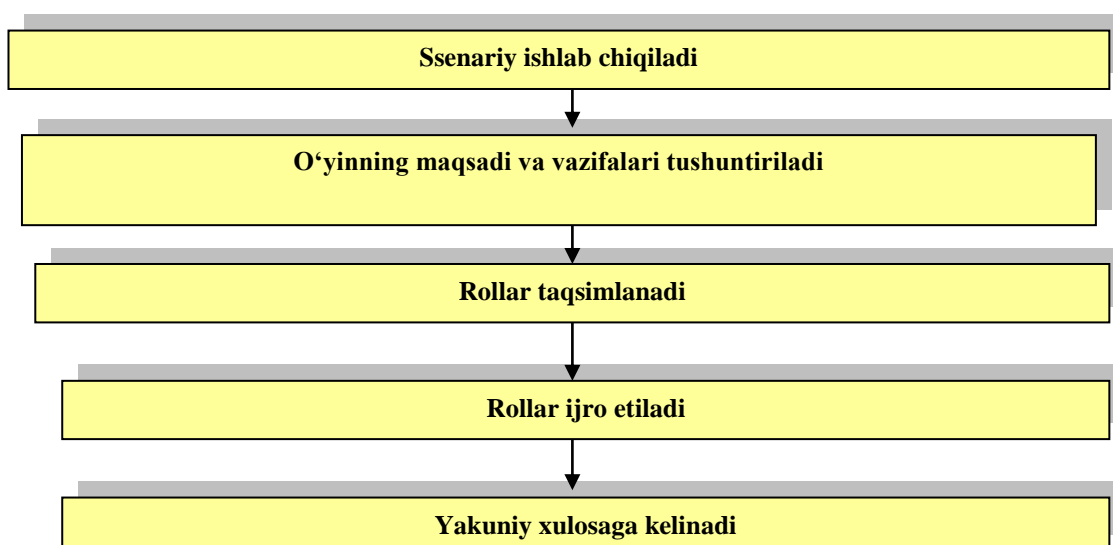 Ssenariy ishlab chiqiladi
O‘yinning maqsadi va vazifalari tushuntiriladi
Rollar taqsimlanadi
Rollar ijro etiladi
Yakuniy xulosaga kelinadi